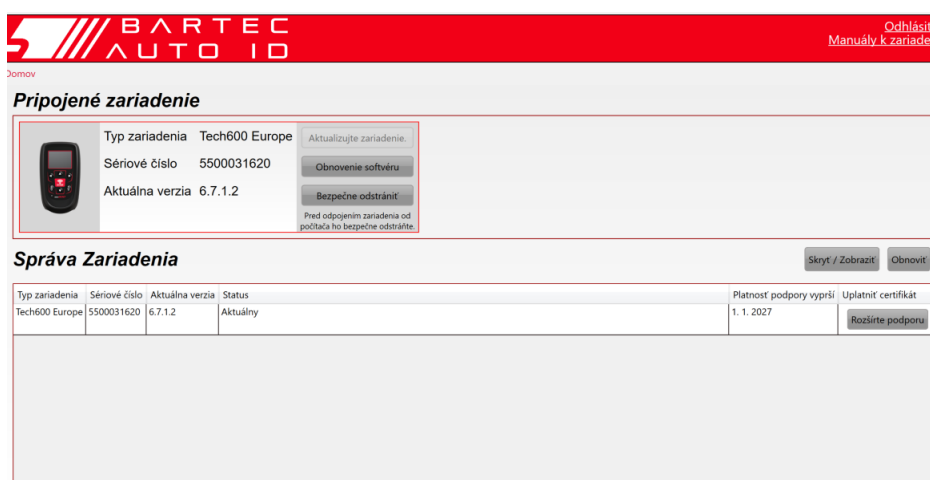 BARTEC
AUTO ID
Odhlásiť
Manuály k zariade
Domov
Pripojené zariadenie
Typ zariadenia Tech600 Europe
Aktualizujte zariadenie.
Sériové číslo 5500031620
Obnovenie softvéru
Aktuálna verzia 6.7.1.2
Bezpečne odstrániť
Pred odpojením zariadenia od
počítača ho bezpečne odstráňte.
Správa Zariadenia
Skryť / Zobraziť Obnoviť
Typ zariadenia Sériové číslo Aktuálna verzia Status Platnosť podpory vyprší Uplatniť certifikát
Tech600 Europe 5500031620 6.7.1.2 Aktuálny 1. 1. 2027 Rozšírte podporu